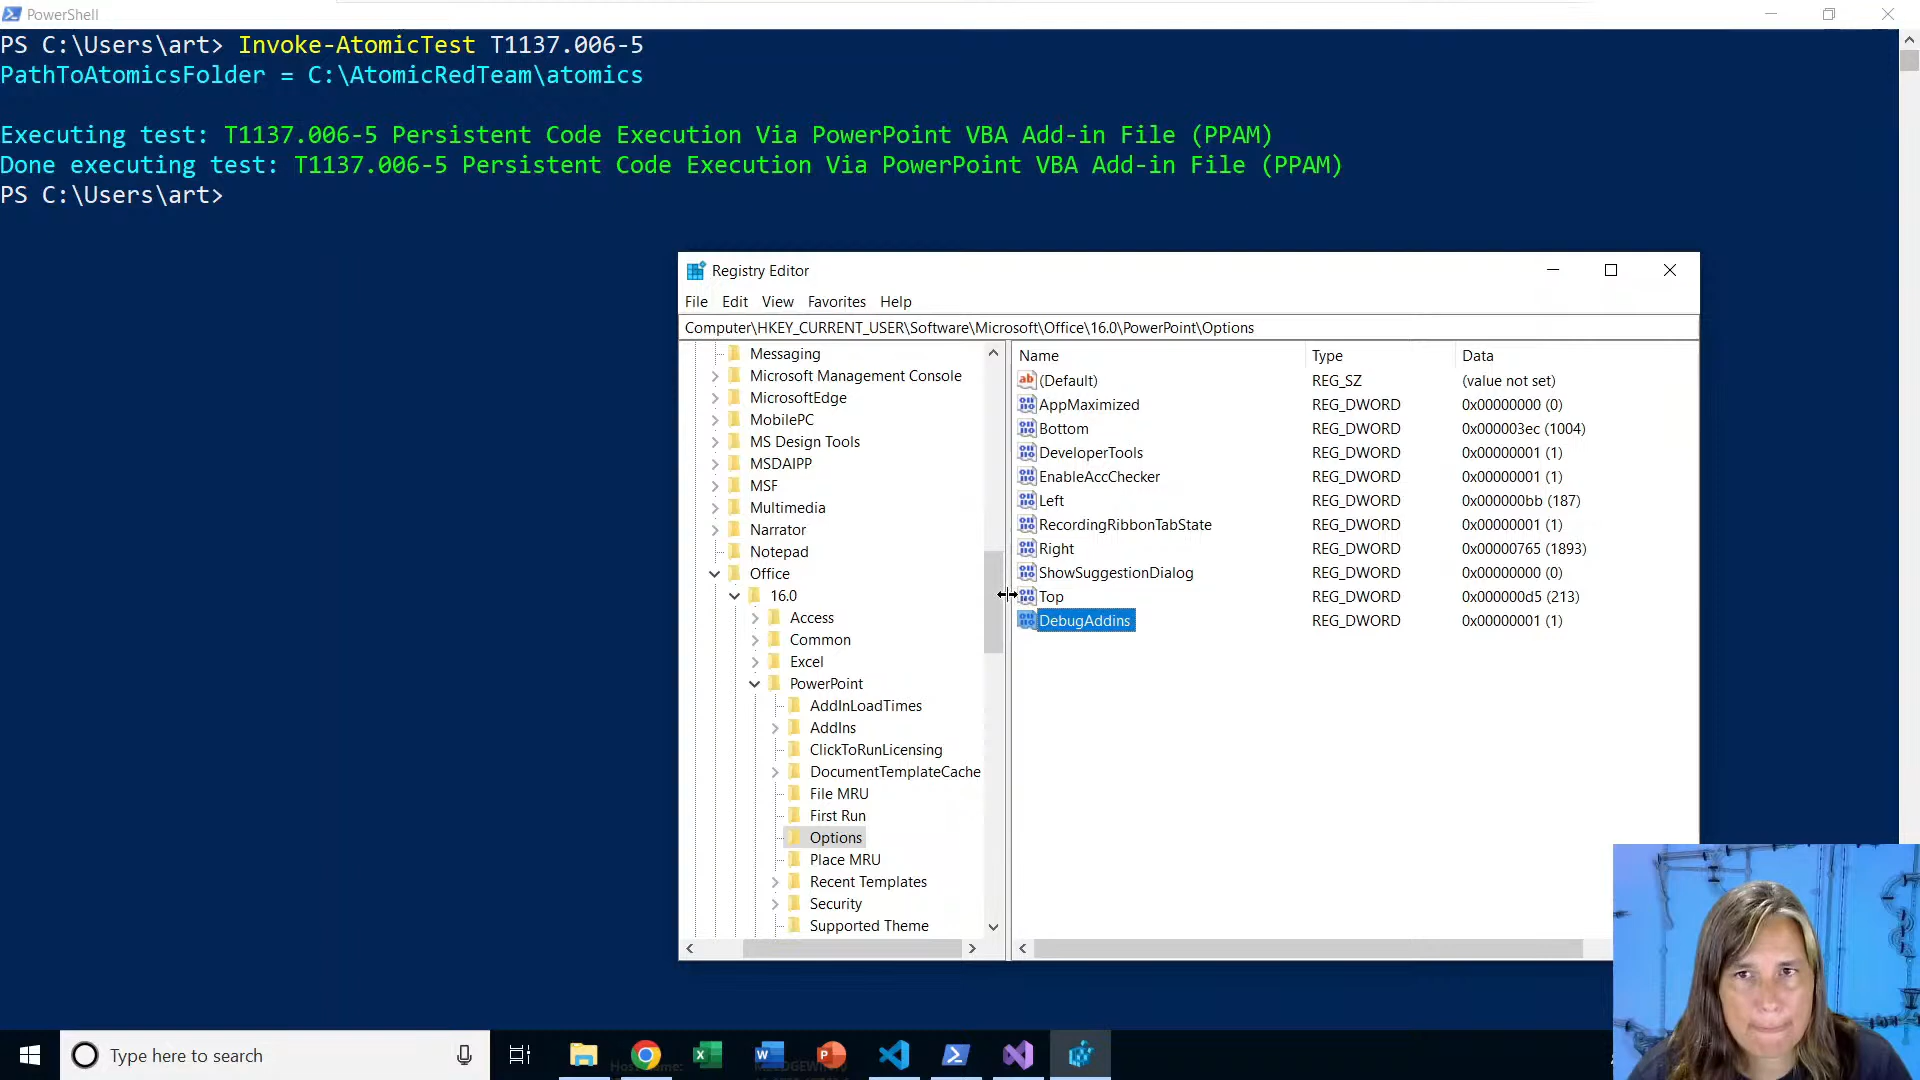 PowerShell
PS C:\Users\art> Invoke-AtomicTest T1137.006-5
PathToAtomicsFolder = C:\AtomicRedTeam\atomics
Executing test: T1137.006-5 Persistent Code Execution Via PowerPoint VBA Add-in File (PPAM)
Done executing test: T1137.006-5 Persistent Code Execution Via PowerPoint VBA Add-in File (PPAM)
PS C:\Users\art>
Registry Editor
File Edit View Favorites Help
Computer\HKEY_CURRENT_USER\Software\Microsoft\Office\16.0\PowerPoint\Options
Messaging
Microsoft Management Console
MicrosoftEdge
MobilePC
MS Design Tools
MSDAIPP
MSF
Multimedia
Narrator
Notepad
Office
16.0
Access
Common
Excel
PowerPoint
AddInLoadTimes
AddIns
ClickToRunLicensing
DocumentTemplateCache
File MRU
First Run
Options
Place MRU
Recent Templates
Security
Supported Theme
Name Type Data
(Default) REG_SZ (value not set)
AppMaximized REG_DWORD 0x00000000 (0)
Bottom REG_DWORD 0x000003ec (1004)
DeveloperTools REG_DWORD 0x00000001 (1)
EnableAccChecker REG_DWORD 0x00000001 (1)
Left REG_DWORD 0x000000bb (187)
RecordingRibbonTabState REG_DWORD 0x00000001 (1)
Right REG_DWORD 0x00000765 (1893)
ShowSuggestionDialog REG_DWORD 0x00000000 (0)
Top REG_DWORD 0x000000d5 (213)
DebugAddins REG_DWORD 0x00000001 (1)
Type here to search